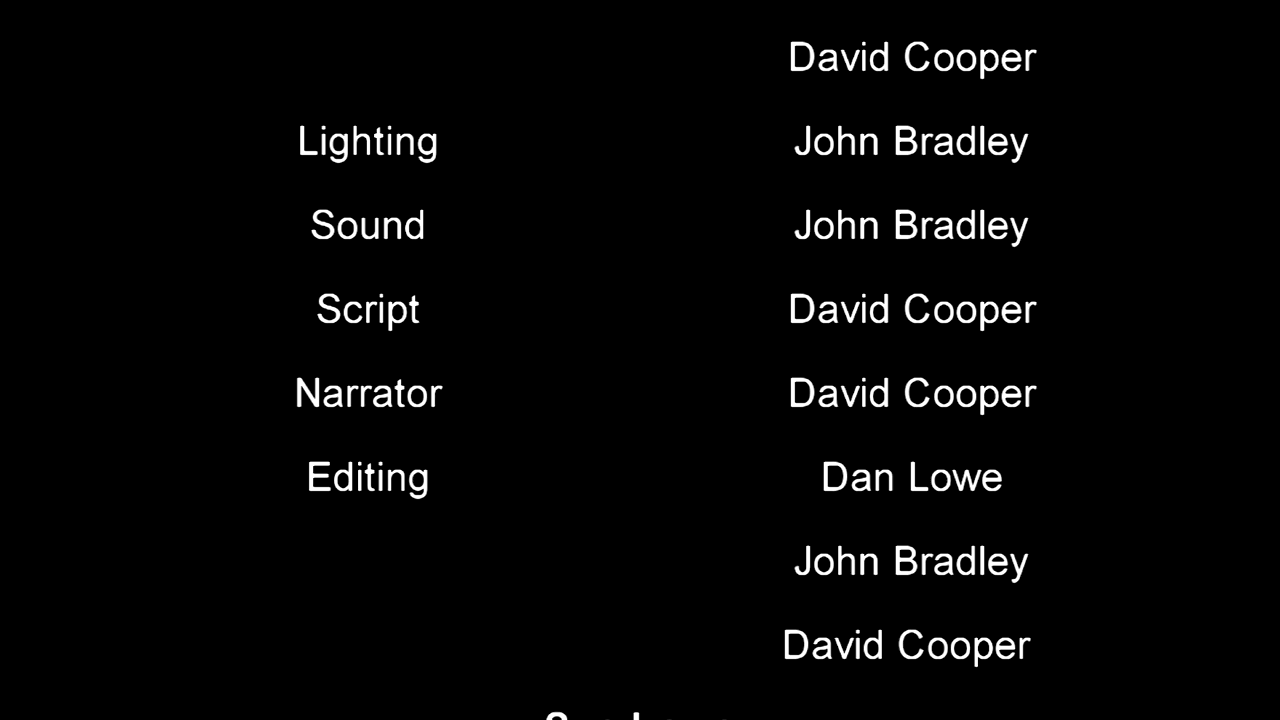 David Cooper
Lighting John Bradley
Sound John Bradley
Script David Cooper
Narrator David Cooper
Editing Dan Lowe
John Bradley
David Cooper